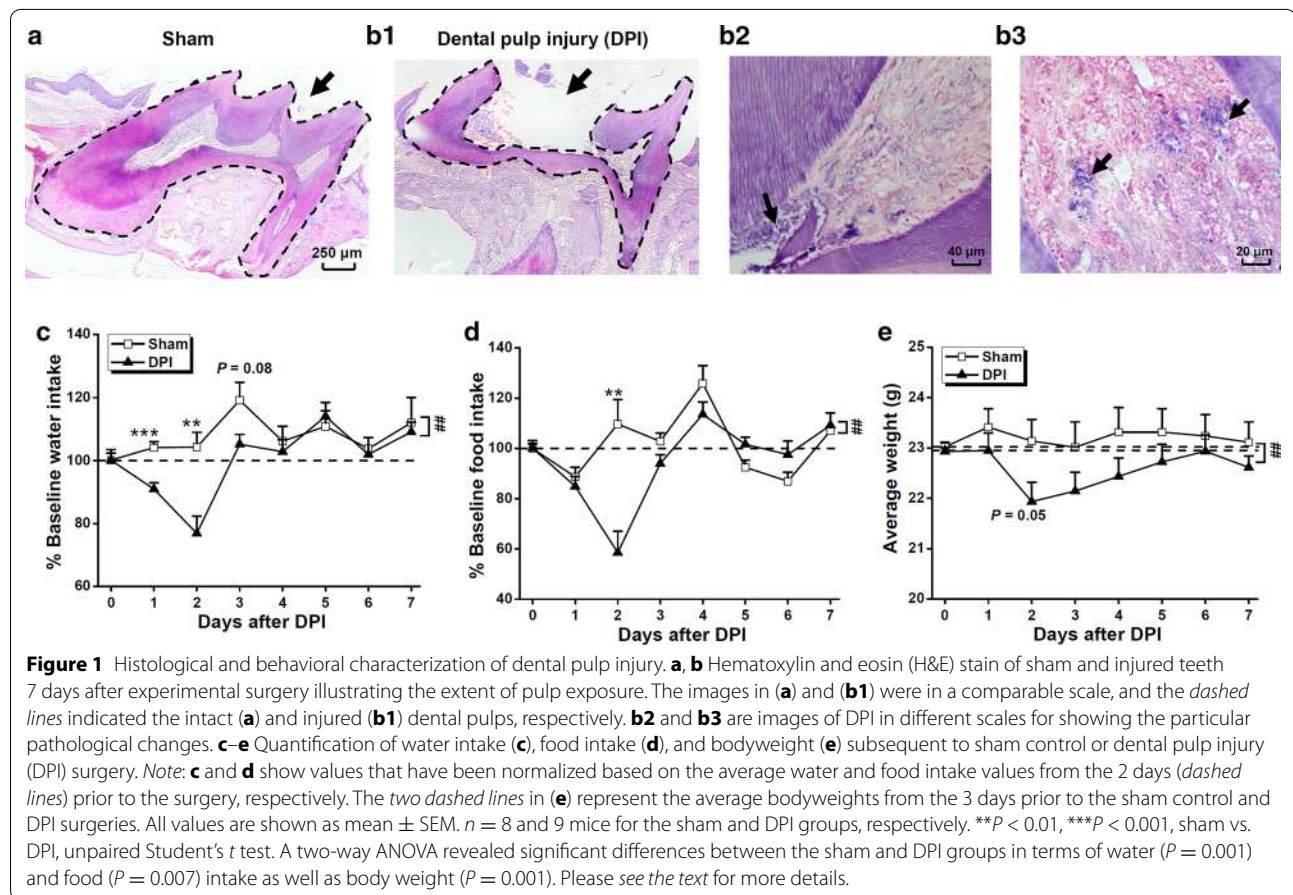 a Sham b1 Dental pulp injury (DPI) b2 b3
250 µm 40 µm 20 µm
c d e
140
120
100
80
60
% Baseline water intake
Sham
DPI
P = 0.08
*** **
##
0 1 2 3 4 5 6 7
Days after DPI
140
120
100
80
60
40
% Baseline food intake
**
##
0 1 2 3 4 5 6 7
Days after DPI
25
24
23
22
21
20
Average weight (g)
Sham
DPI
P = 0.05
##
0 1 2 3 4 5 6 7
Days after DPI
Figure 1 Histological and behavioral characterization of dental pulp injury. a, b Hematoxylin and eosin (H&E) stain of sham and injured teeth
7 days after experimental surgery illustrating the extent of pulp exposure. The images in (a) and (b1) were in a comparable scale, and the dashed
lines indicated the intact (a) and injured (b1) dental pulps, respectively. b2 and b3 are images of DPI in different scales for showing the particular
pathological changes. c–e Quantification of water intake (c), food intake (d), and bodyweight (e) subsequent to sham control or dental pulp injury
(DPI) surgery. Note: c and d show values that have been normalized based on the average water and food intake values from the 2 days (dashed
lines) prior to the surgery, respectively. The two dashed lines in (e) represent the average bodyweights from the 3 days prior to the sham control and
DPI surgeries. All values are shown as mean ± SEM. n = 8 and 9 mice for the sham and DPI groups, respectively. **P < 0.01, ***P < 0.001, sham vs.
DPI, unpaired Student's t test. A two-way ANOVA revealed significant differences between the sham and DPI groups in terms of water (P = 0.001)
and food (P = 0.007) intake as well as body weight (P = 0.001). Please see the text for more details.